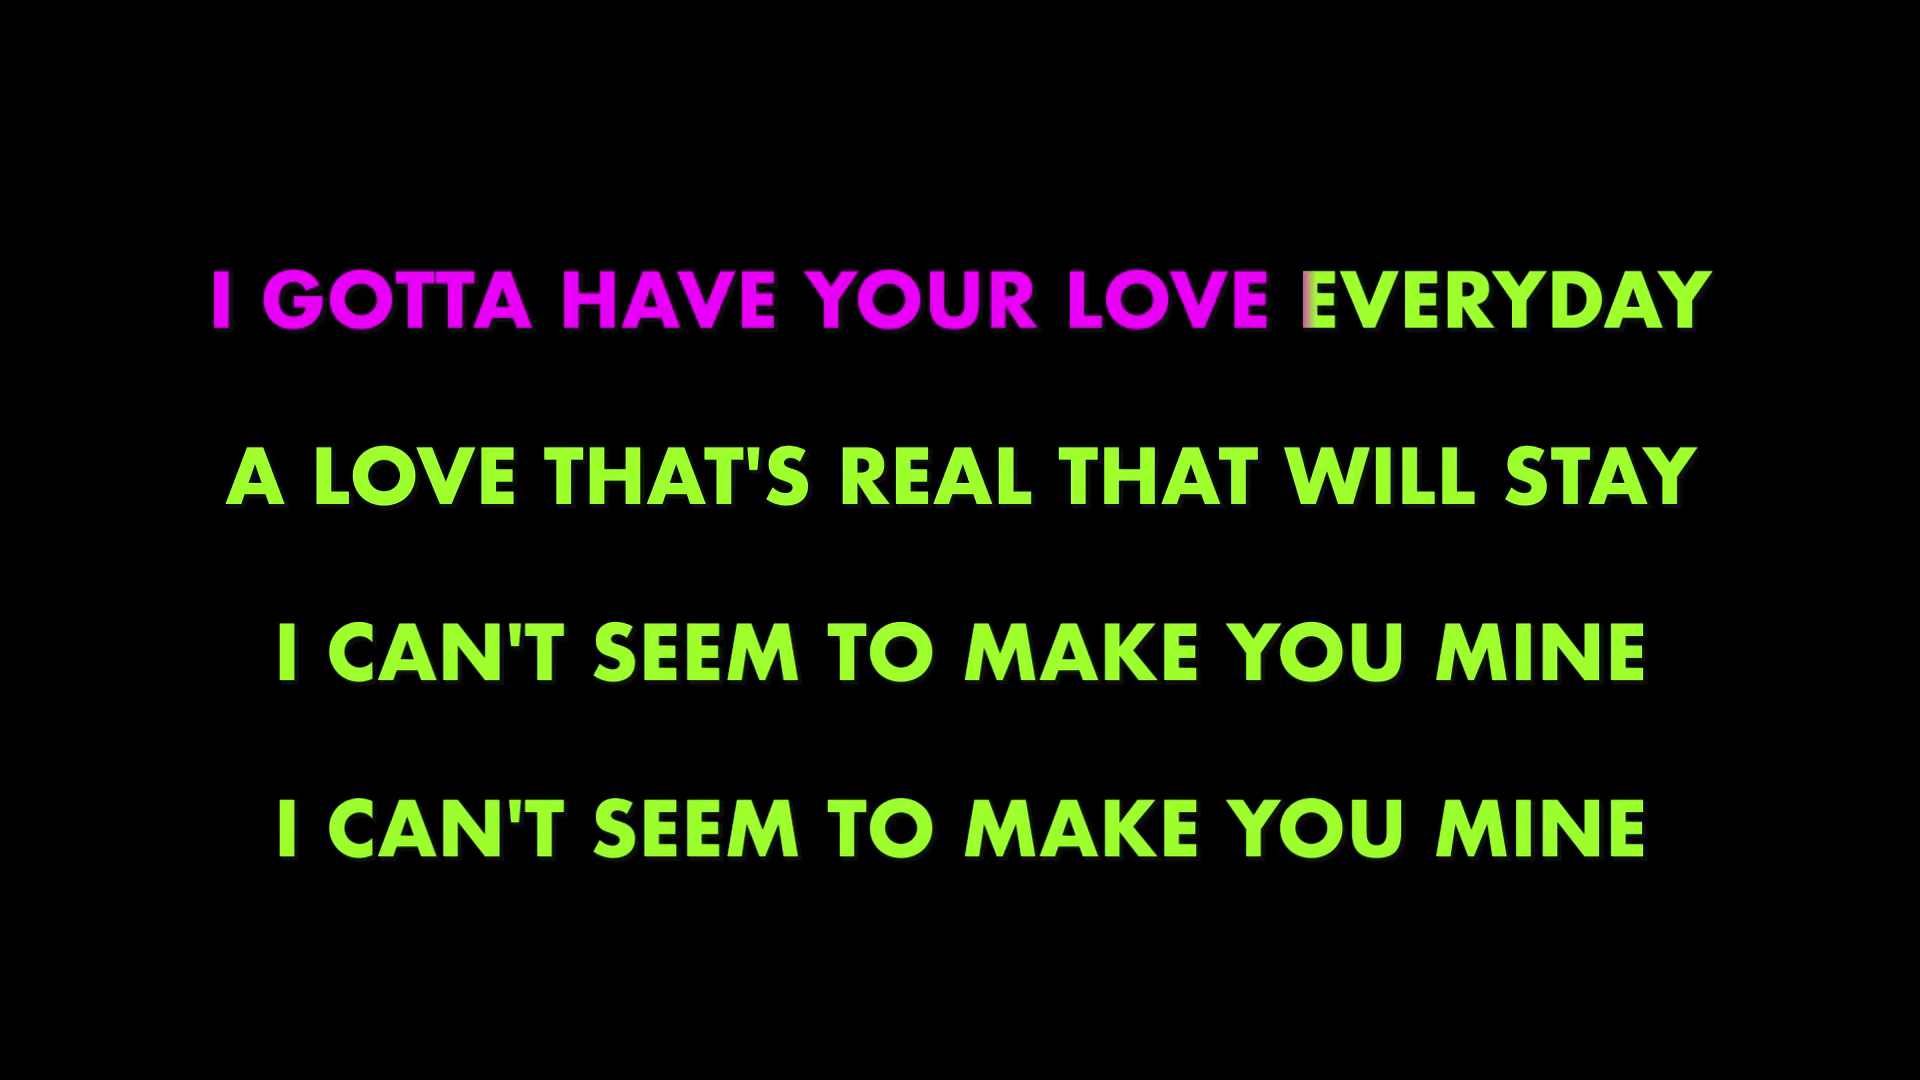 I GOTTA HAVE YOUR LOVE EVERYDAY
A LOVE THAT'S REAL THAT WILL STAY
I CAN'T SEEM TO MAKE YOU MINE
I CAN'T SEEM TO MAKE YOU MINE